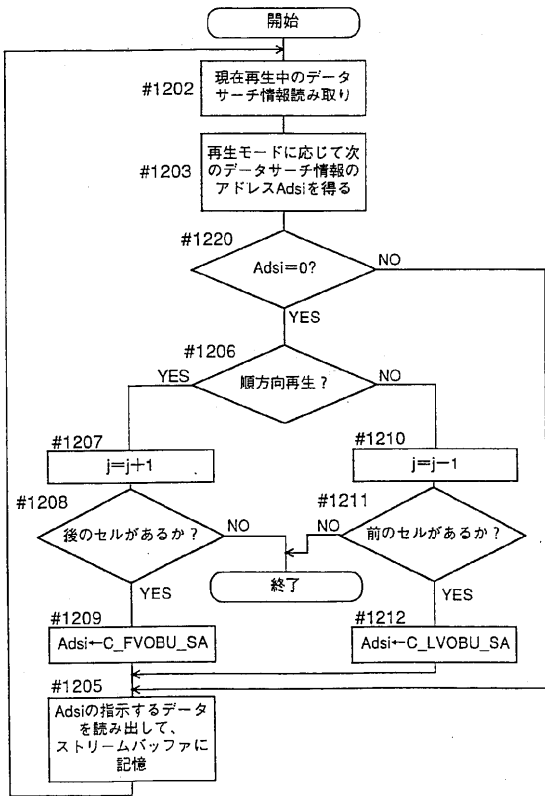 開始
#1202
現在再生中のデータ
サーチ情報読み取り
#1203
再生モードに応じて次
のデータサーチ情報の
アドレスAdsiを得る
#1220
Adsi=0?
NO
YES
#1206
順方向再生？
YES
NO
#1207
j=j+1
#1210
j=j−1
#1208
後のセルがあるか？
NO
YES
#1211
前のセルがあるか？
NO
YES
終了
#1209
Adsi←C_FVOBU_SA
#1212
Adsi←C_LVOBU_SA
#1205
Adsiの指示するデータ
を読み出して、
ストリームバッファに
記憶